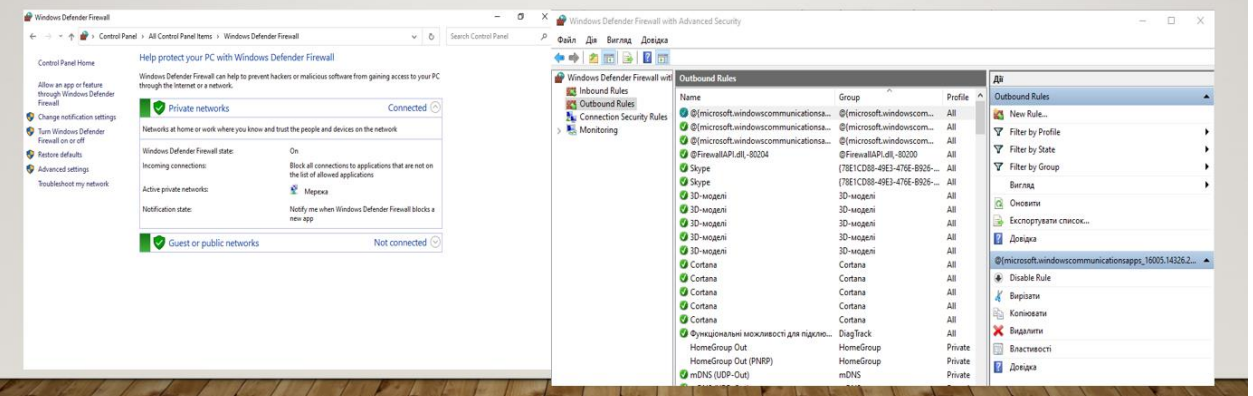 Windows Defender Firewall
Control Panel > All Control Panel Items > Windows Defender Firewall
Search Control Panel
Control Panel Home
Allow an app or feature
through Windows Defender
Firewall
Change notification settings
Turn Windows Defender
Firewall on or off
Restore defaults
Advanced settings
Troubleshoot my network
Help protect your PC with Windows Defender Firewall
Windows Defender Firewall can help to prevent hackers or malicious software from gaining access to your PC
through the Internet or a network.
Private networks Connected
Networks at home or work where you know and trust the people and devices on the network
Windows Defender Firewall state: On
Incoming connections: Block all connections to applications that are not on
the list of allowed applications
Active private networks: Мережа
Notification state: Notify me when Windows Defender Firewall blocks a
new app
Guest or public networks Not connected
Windows Defender Firewall with Advanced Security
Файл Дія Вигляд Довідка
Windows Defender Firewall witl
Inbound Rules
Outbound Rules
Connection Security Rules
Monitoring
Outbound Rules
Name Group Profile
@{microsoft.windowscommunicationsa... @{microsoft.windowscom... All
@{microsoft.windowscommunicationsa... @{microsoft.windowscom... All
@{microsoft.windowscommunicationsa... @{microsoft.windowscom... All
@FirewallAPI.dll,-80204 @FirewallAPI.dll,-80200 All
Skype {78E1CD88-49E3-476E-B926-... All
Skype {78E1CD88-49E3-476E-B926-... All
3D-моделі 3D-моделі All
3D-моделі 3D-моделі All
3D-моделі 3D-моделі All
3D-моделі 3D-моделі All
3D-моделі 3D-моделі All
Cortana Cortana All
Cortana Cortana All
Cortana Cortana All
Cortana Cortana All
Cortana Cortana All
Функціональні можливості для підклю... DiagTrack All
HomeGroup Out HomeGroup Private
HomeGroup Out (PNRP) HomeGroup Private
mDNS (UDP-Out) mDNS Private
Дії
Outbound Rules
New Rule...
Filter by Profile
Filter by State
Filter by Group
Вигляд
Оновити
Експортувати список...
Довідка
@{microsoft.windowscommunicationsapps_16005.14326.2...
Disable Rule
Вирізати
Копіювати
Видалити
Властивості
Довідка